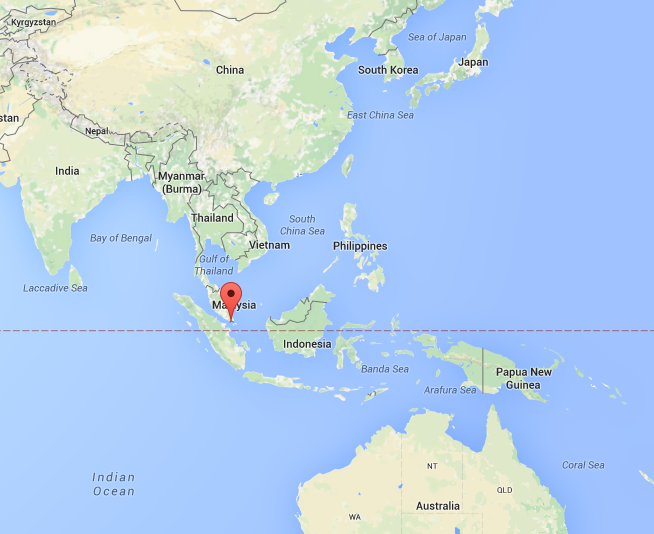 Kyrgyzstan
Sea of Japan
Japan
China
South Korea
stan
East China Sea
Nepal
India
Myanmar
(Burma)
Thailand
South
China Sea
Bay of Bengal
Vietnam
Philippines
Gulf of
Thailand
Laccadive Sea
Indonesia
Banda Sea
Papua New
Guinea
Arafura Sea
Coral Sea
NT
Indian
Ocean
QLD
Australia
WA